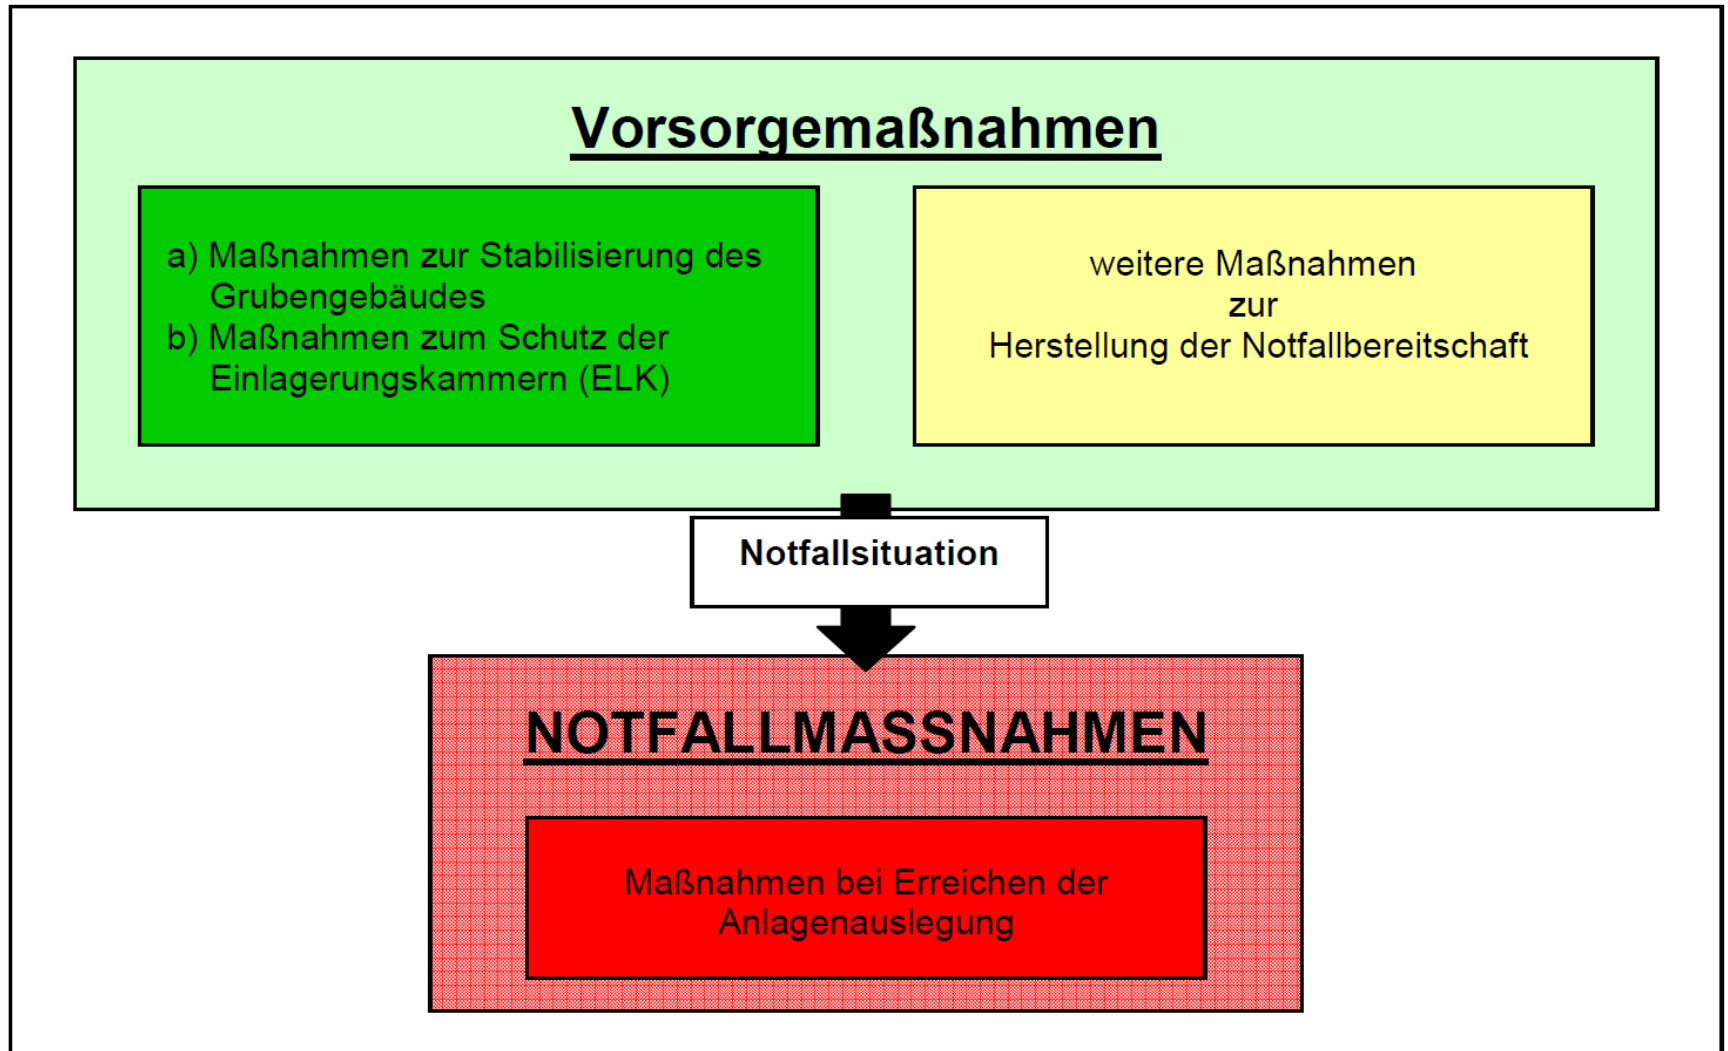 Vorsorgemaßnahmen
a) Maßnahmen zur Stabilisierung des
Grubengebäudes
b) Maßnahmen zum Schutz der
Einlagerungskammern (ELK)
weitere Maßnahmen
zur
Herstellung der Notfallbereitschaft
Notfallsituation
NOTFALLMASSNAHMEN
Maßnahmen bei Erreichen der
Anlagenauslegung